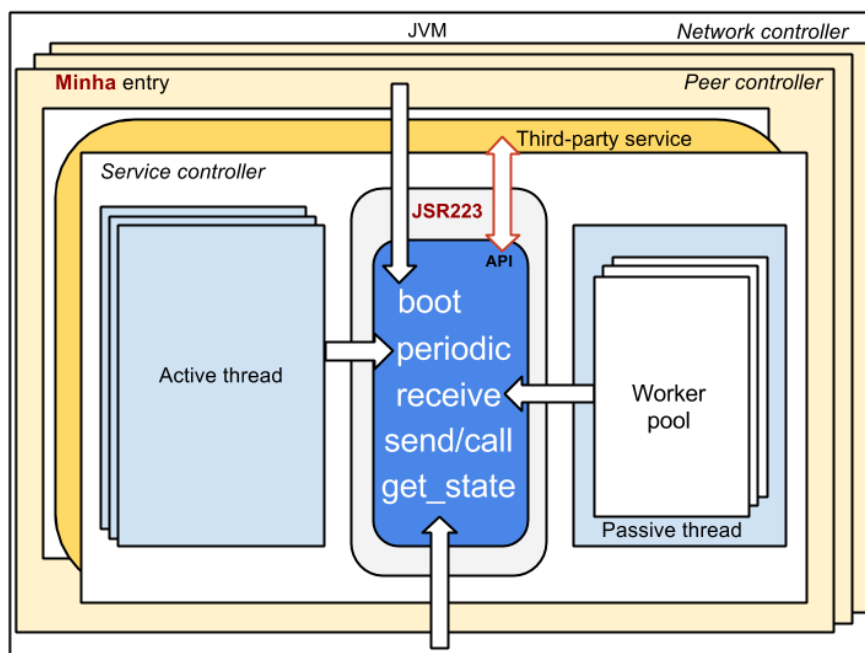 JVM
Network controller
Minha entry
Peer controller
Third-party service
Service controller
JSR223
API
boot
periodic
receive
send/call
get_state
Active thread
Worker
pool
Passive thread